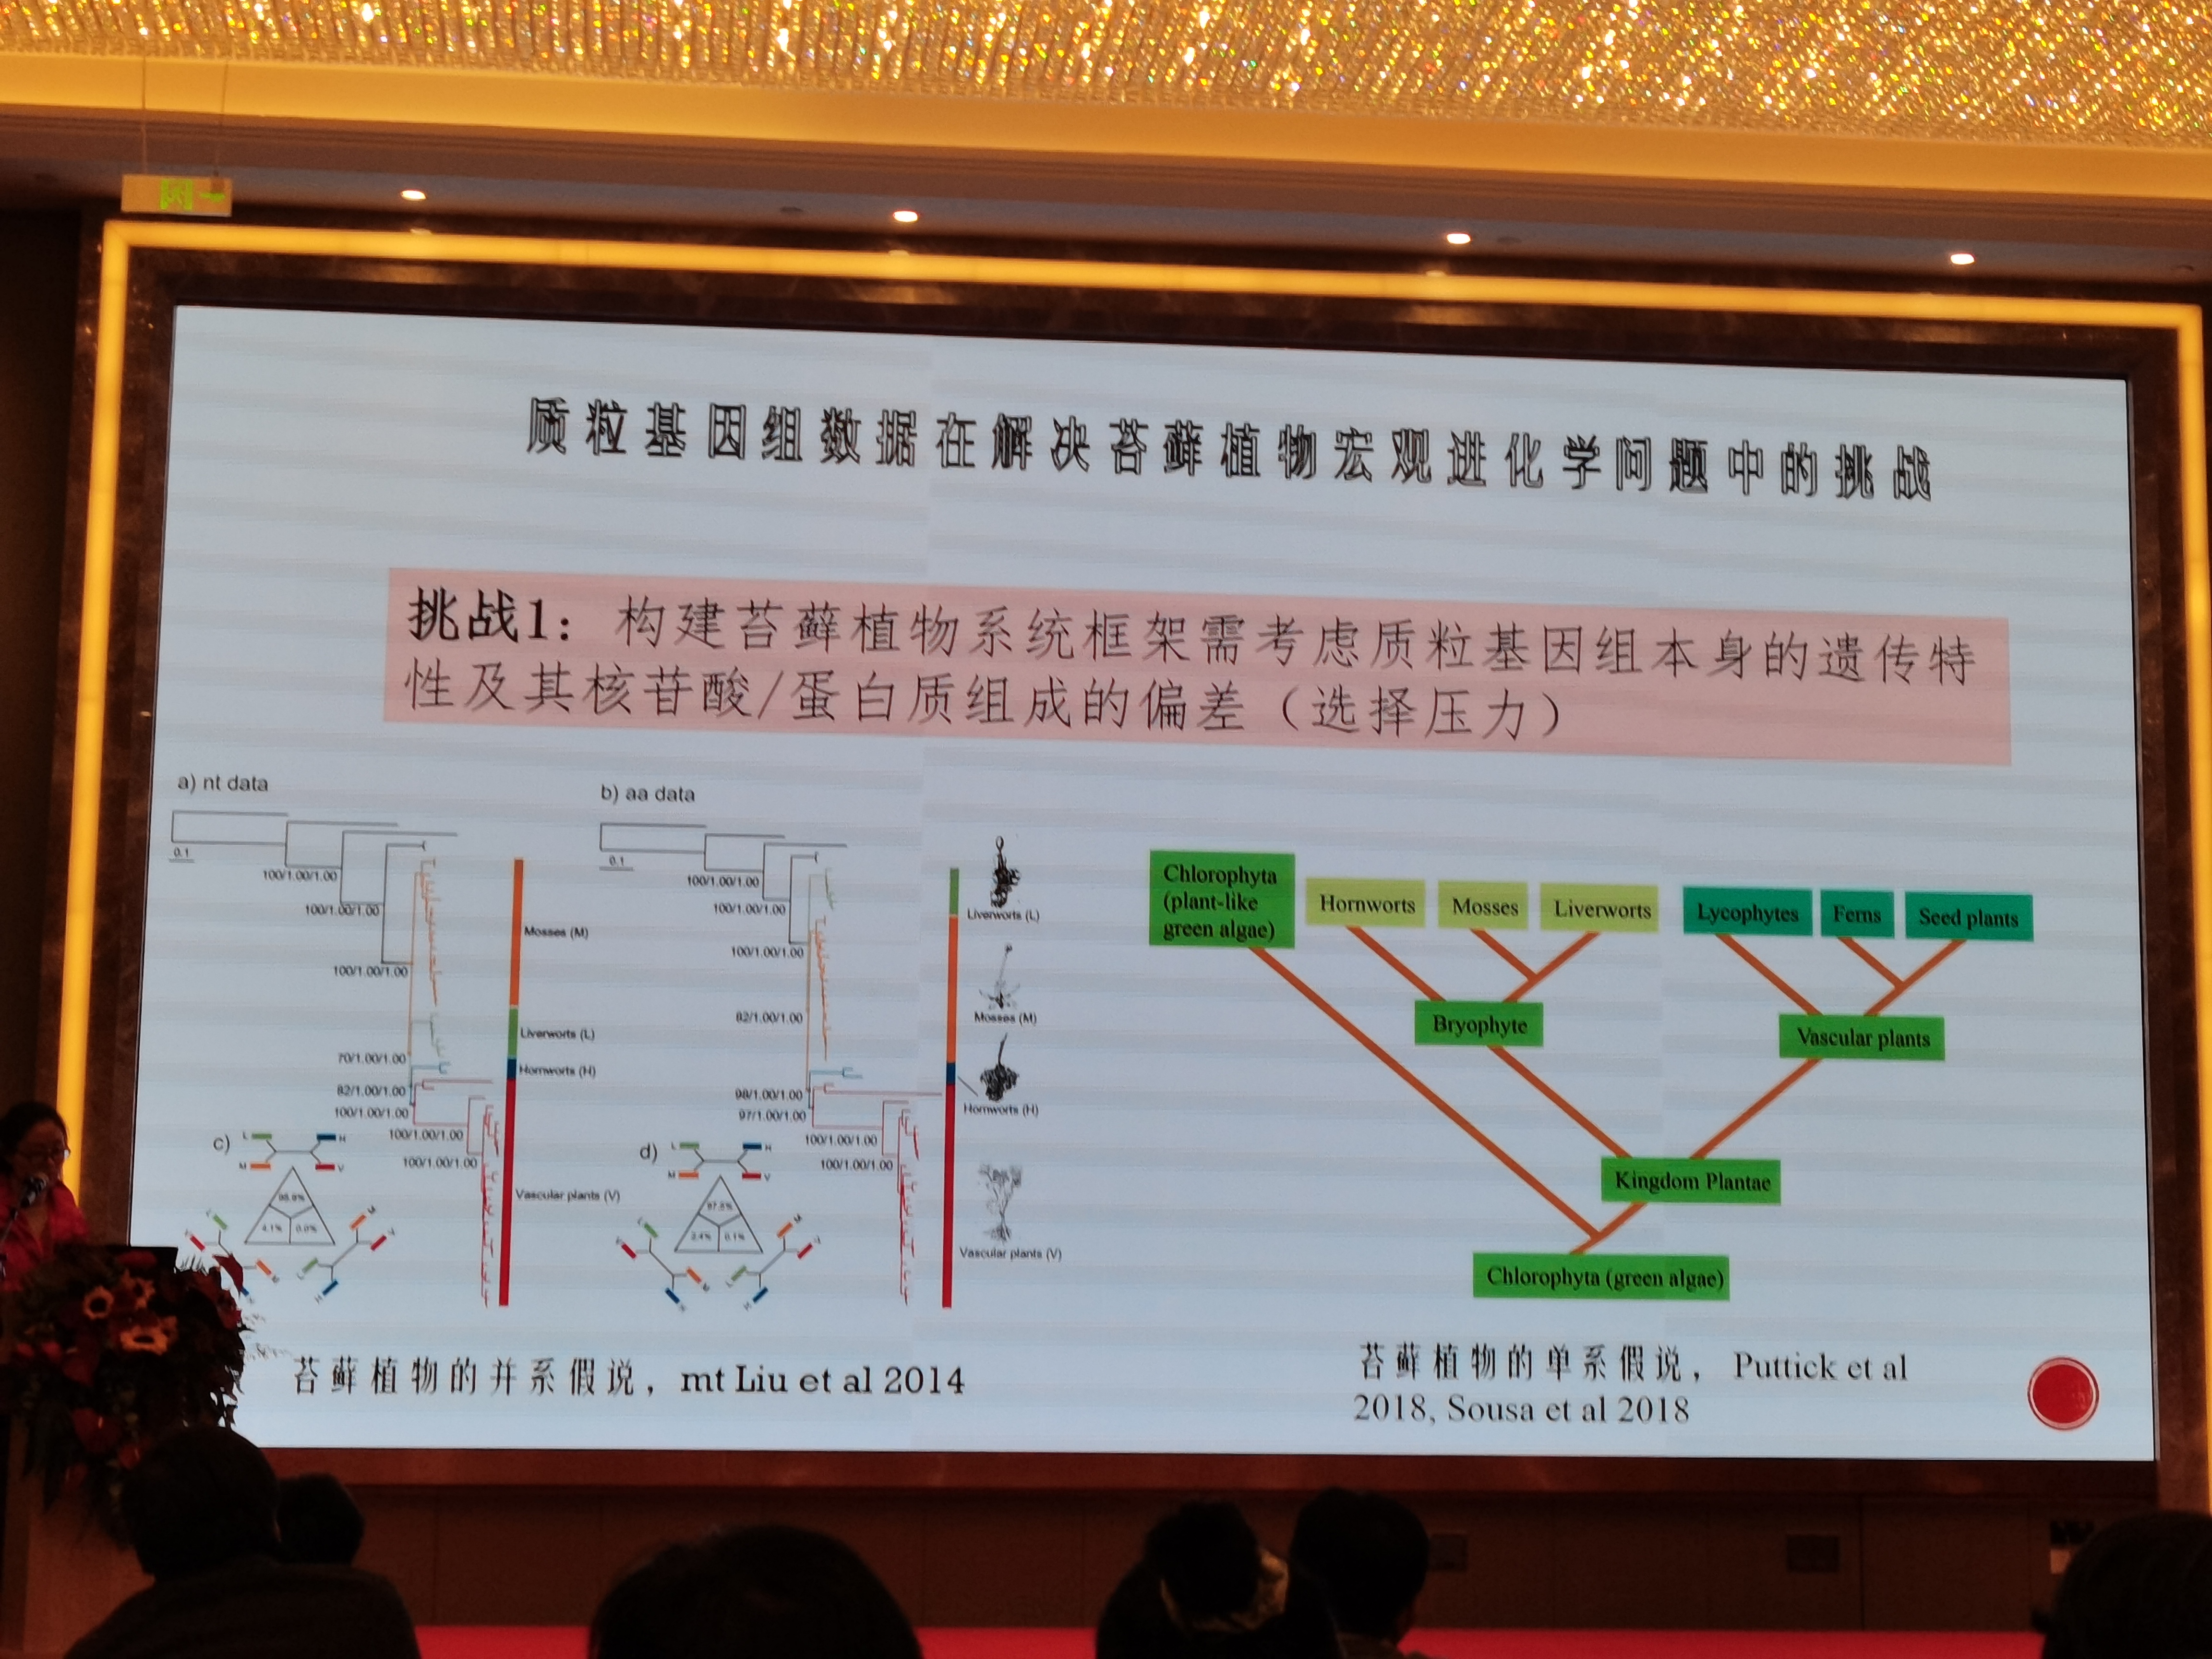 质粒基因组数据在解决苔藓植物宏观进化学问题中的挑战
挑战1：构建苔藓植物系统框架需考虑质粒基因组本身的遗传特
性及其核苷酸/蛋白质组成的偏差（选择压力）
a) nt data
0.1
100/1.00/1.00
100/1.00/1.00
100/1.00/1.00
70/1.00/1.00
82/1.00/1.00
100/1.00/1.00
100/1.00/1.00
100/1.00/1.00
Mosses (M)
Liverworts (L)
Hornworts (H)
Vascular plants (V)
b) aa data
0.1
100/1.00/1.00
100/1.00/1.00
100/1.00/1.00
82/1.00/1.00
98/1.00/1.00
97/1.00/1.00
100/1.00/1.00
100/1.00/1.00
Liverworts (L)
Mosses (M)
Hornworts (H)
Vascular plants (V)
c)
L
H
M
V
4.1%
0.0%
d)
L
H
M
V
2.4%
0.1%
Chlorophyta
(plant-like
green algae)
Hornworts
Mosses
Liverworts
Lycophytes
Ferns
Seed plants
Bryophyte
Vascular plants
Kingdom Plantae
Chlorophyta (green algae)
苔藓植物的并系假说，mt Liu et al 2014
苔藓植物的单系假说， Puttick et al
2018, Sousa et al 2018